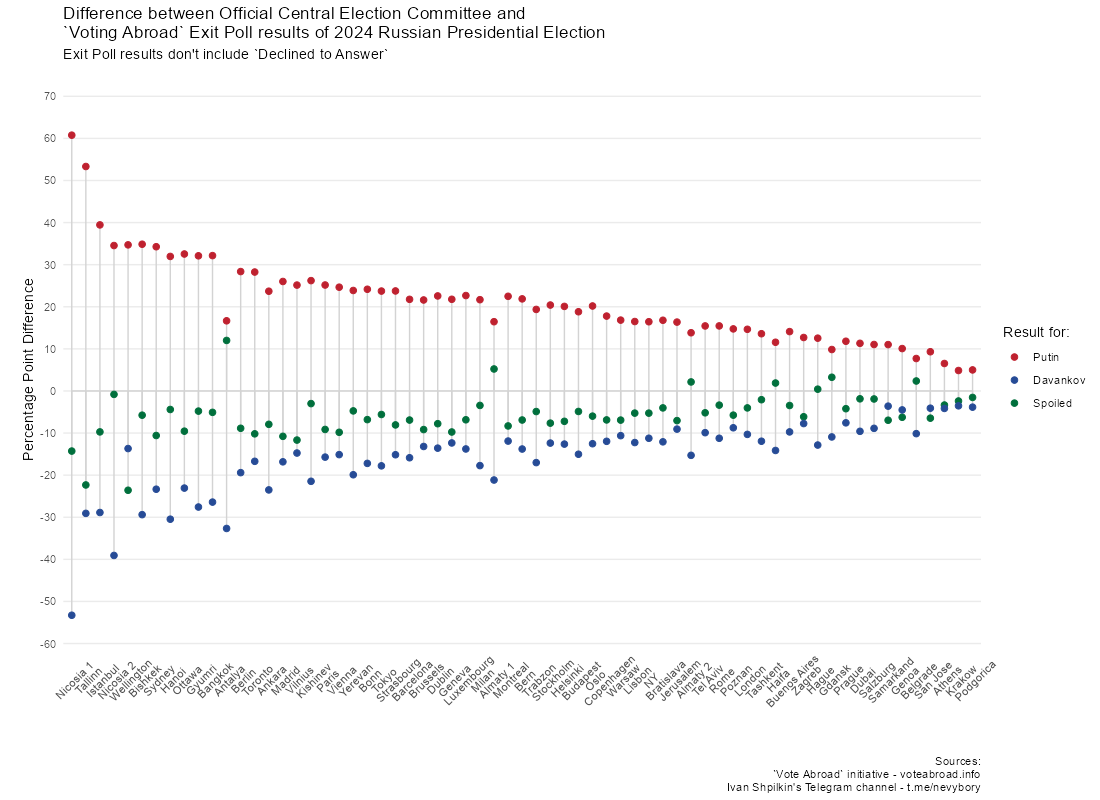 Difference between Official Central Election Committee and
`Voting Abroad` Exit Poll results of 2024 Russian Presidential Election
Exit Poll results don't include `Declined to Answer`
Percentage Point Difference
70
60
50
40
30
20
10
0
-10
-20
-30
-40
-50
-60
Nicosia 1
Tallinn
Istanbul
Nicosia 2
Wellington
Bishkek
Sydney
Hanoi
Ottawa
Gyumri
Bangkok
Antalya
Berlin
Toronto
Ankara
Madrid
Vilnius
Kishinev
Paris
Vienna
Yerevan
Bonn
Tokyo
Strasbourg
Barcelona
Brussels
Dublin
Geneva
Luxembourg
Milan
Almaty 1
Montreal
Bern
Trabzon
Stockholm
Helsinki
Budapest
Oslo
Copenhagen
Warsaw
Lisbon
NY
Bratislava
Jerusalem
Almaty 2
Tel Aviv
Rome
Poznan
London
Tashkent
Haifa
Buenos Aires
Zagreb
Hague
Gdansk
Prague
Dubai
Salzburg
Samarkand
Genoa
Belgrade
San Jose
Athens
Krakow
Podgorica
Result for:
Putin
Davankov
Spoiled
Sources:
`Vote Abroad` initiative - voteabroad.info
Ivan Shpilkin's Telegram channel - t.me/nevybory